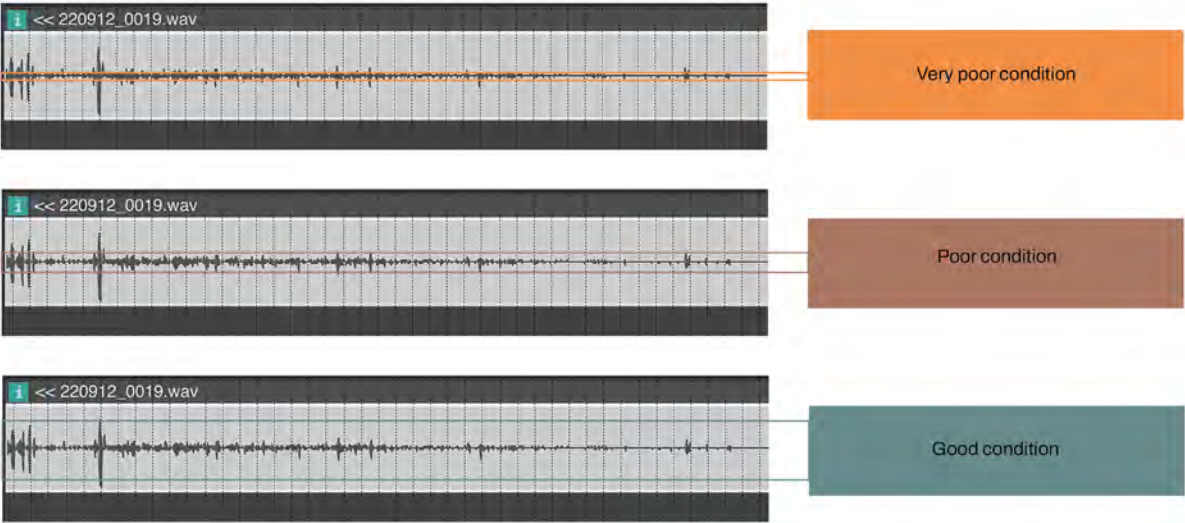 i << 220912_0019.wav
Very poor condition
i << 220912_0019.wav
Poor condition
i << 220912_0019.wav
Good condition